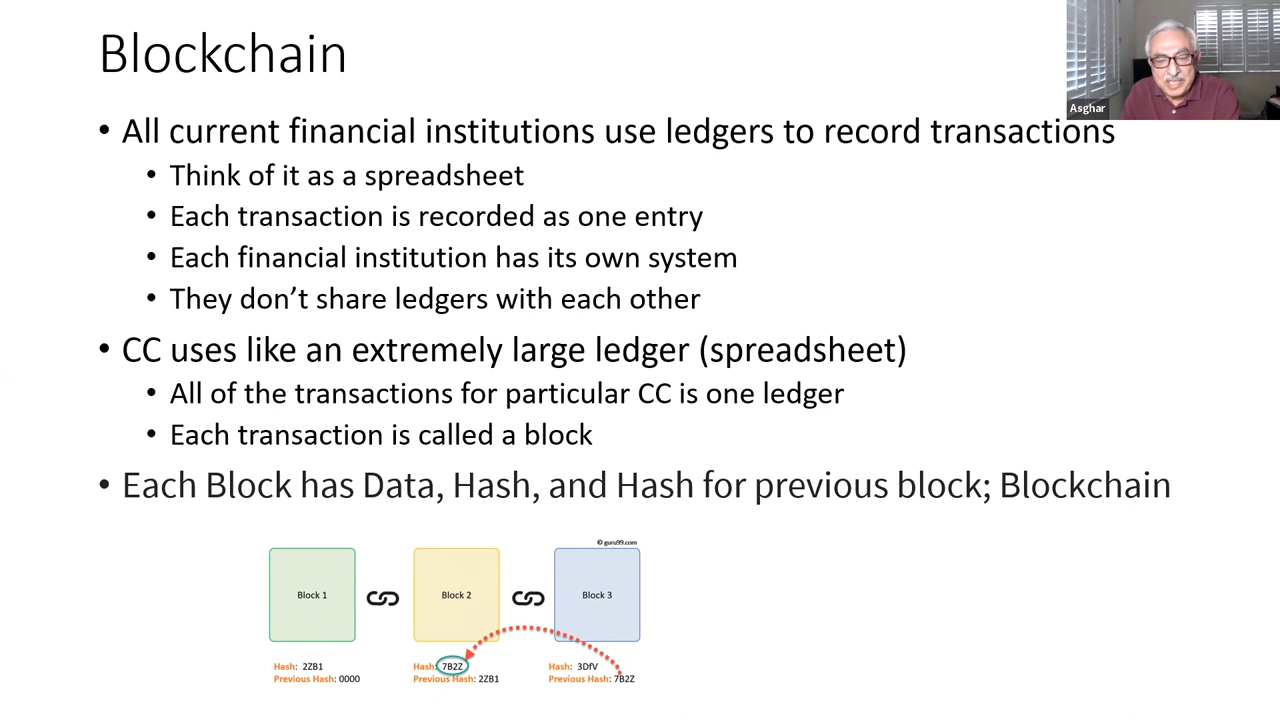 Blockchain
Asghar
• All current financial institutions use ledgers to record transactions
• Think of it as a spreadsheet
• Each transaction is recorded as one entry
• Each financial institution has its own system
• They don’t share ledgers with each other
• CC uses like an extremely large ledger (spreadsheet)
• All of the transactions for particular CC is one ledger
• Each transaction is called a block
• Each Block has Data, Hash, and Hash for previous block; Blockchain
© guru99.com
Block 1
Block 2
Block 3
Hash: 2ZB1
Previous Hash: 0000
Hash: 7B2Z
Previous Hash: 2ZB1
Hash: 3DfV
Previous Hash: 7B2Z